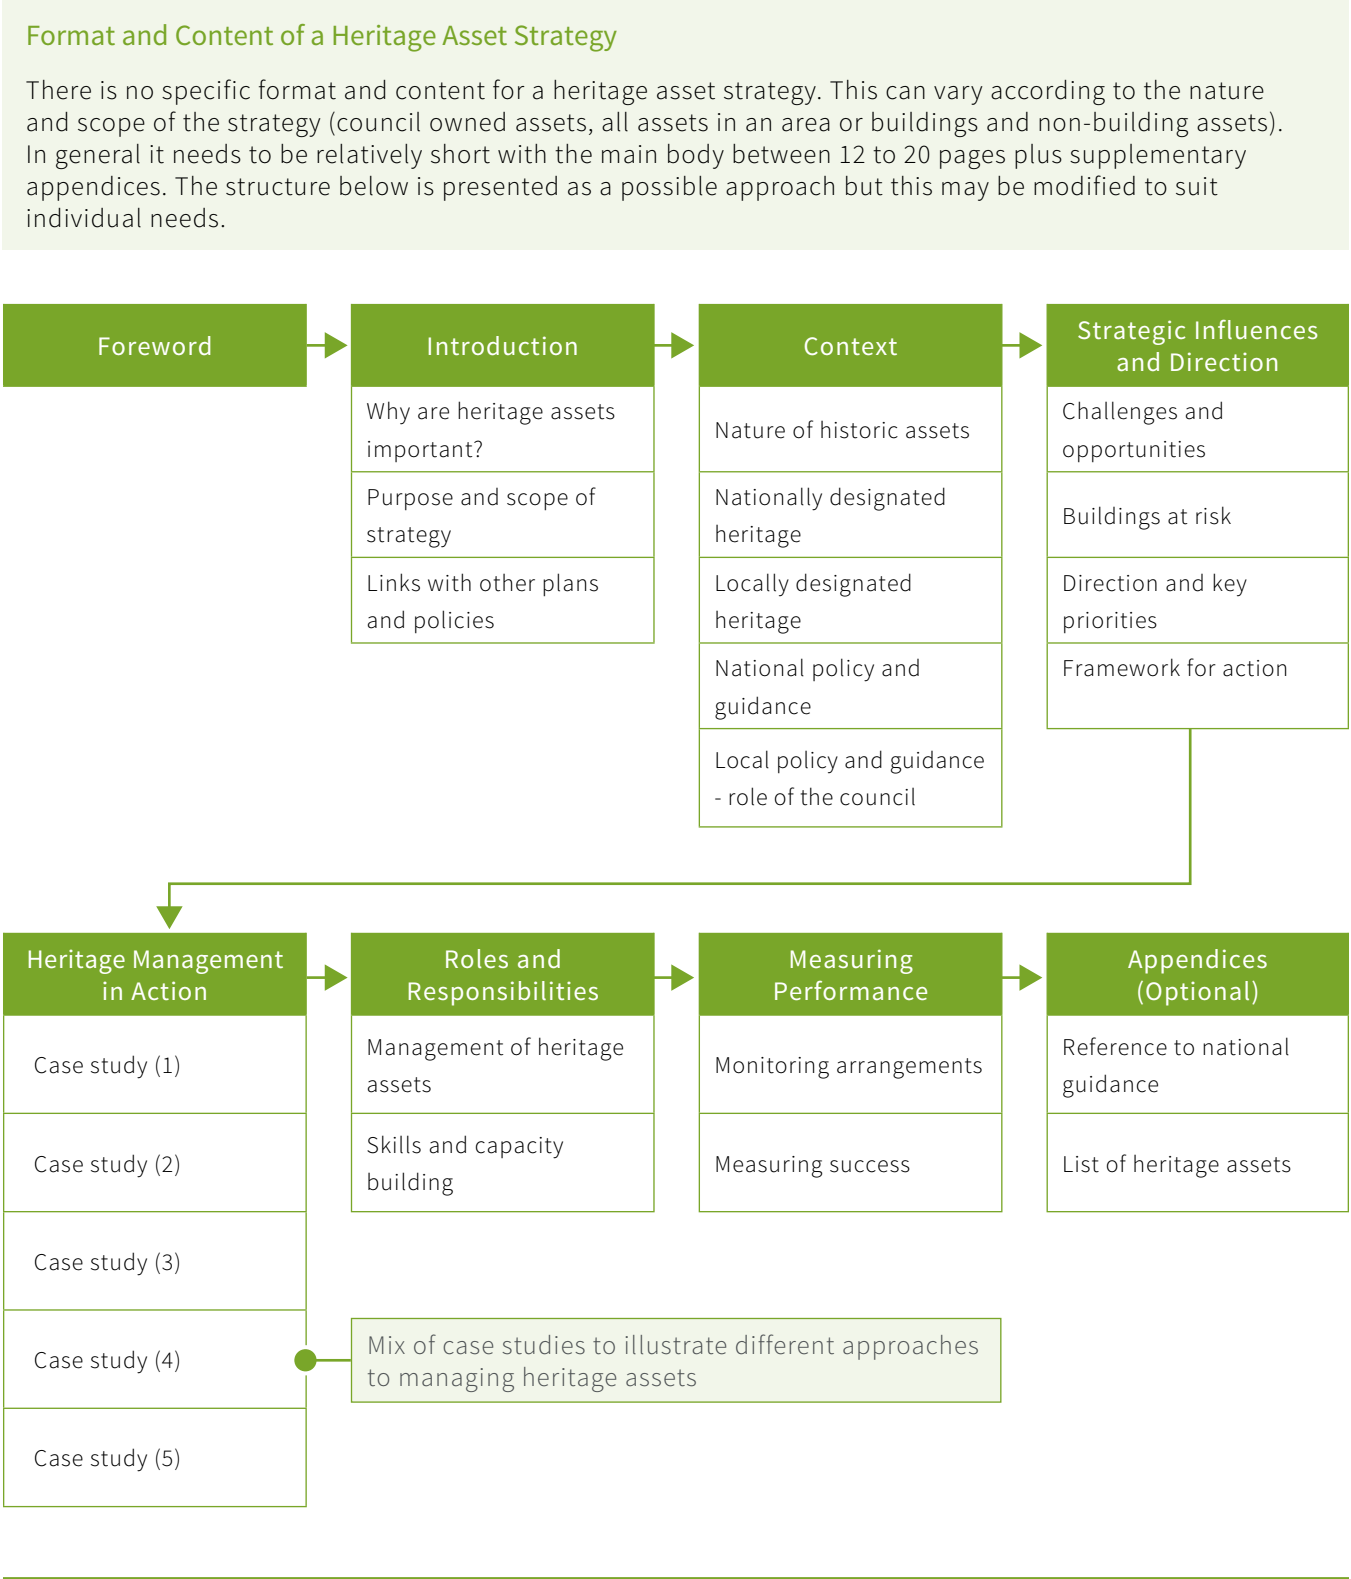 Format and Content of a Heritage Asset Strategy
There is no specific format and content for a heritage asset strategy. This can vary according to the nature
and scope of the strategy (council owned assets, all assets in an area or buildings and non-building assets).
In general it needs to be relatively short with the main body between 12 to 20 pages plus supplementary
appendices. The structure below is presented as a possible approach but this may be modified to suit
individual needs.
Foreword
Introduction
Why are heritage assets
important?
Purpose and scope of
strategy
Links with other plans
and policies
Context
Nature of historic assets
Nationally designated
heritage
Locally designated
heritage
National policy and
guidance
Local policy and guidance
- role of the council
Strategic Influences
and Direction
Challenges and
opportunities
Buildings at risk
Direction and key
priorities
Framework for action
Heritage Management
in Action
Case study (1)
Case study (2)
Case study (3)
Case study (4)
Case study (5)
Mix of case studies to illustrate different approaches
to managing heritage assets
Roles and
Responsibilities
Management of heritage
assets
Skills and capacity
building
Measuring
Performance
Monitoring arrangements
Measuring success
Appendices
(Optional)
Reference to national
guidance
List of heritage assets